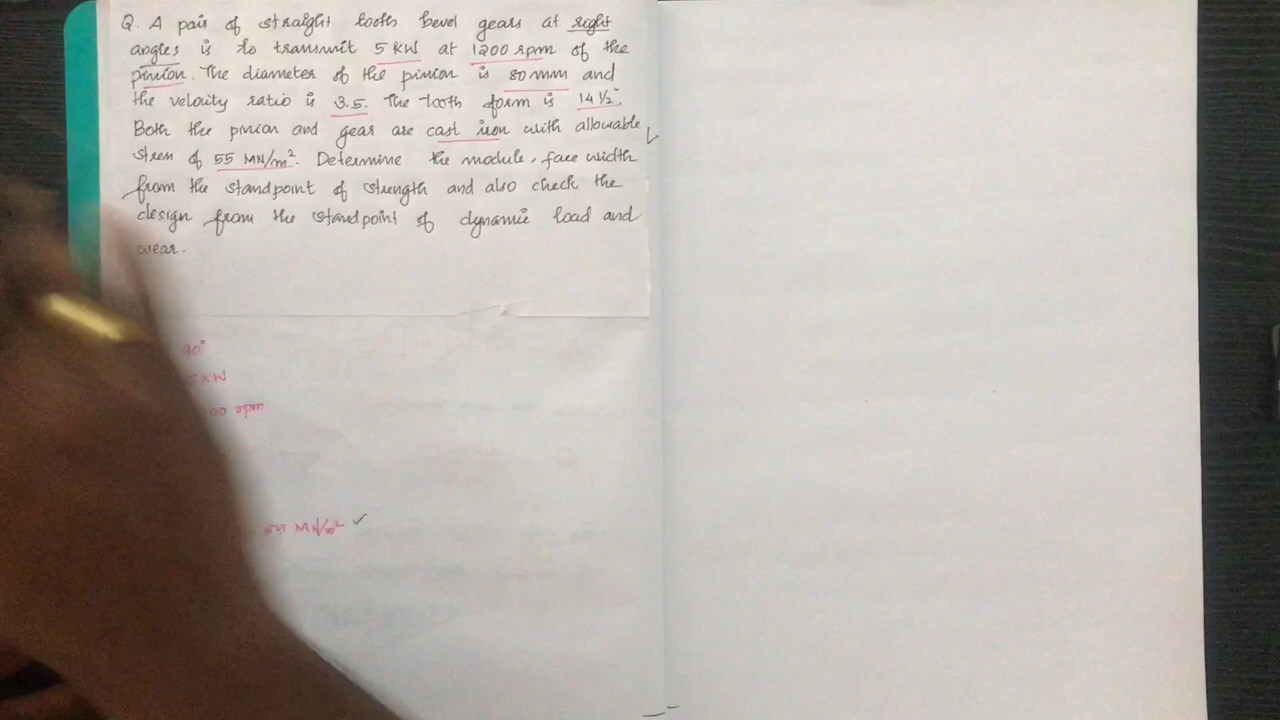 Q. A pair of straight tooth bevel gears at right
angles is to transmit 5 KW at 1200 rpm of the
pinion. The diameter of the pinion is 80 mm and
the velocity ratio is 3.5. The tooth form is 14 1/2°.
Both the pinion and gear are cast iron with allowable
stress of 55 MN/m². Determine the module, face width
from the standpoint of strength and also check the
design from the standpoint of dynamic load and
wear.
90°
5 KW
00 rpm
55 MN/m² ✓